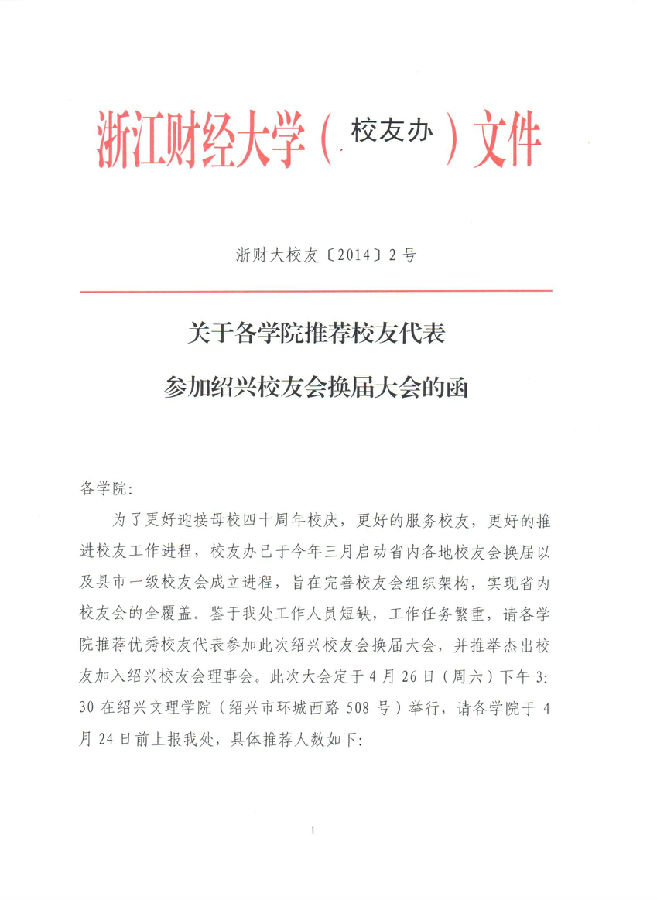 浙江财经大学（校友办）文件
浙财大校友〔2014〕2 号
关于各学院推荐校友代表
参加绍兴校友会换届大会的函
各学院：
为了更好迎接母校四十周年校庆，更好的服务校友，更好的推
进校友工作进程，校友办已于今年三月启动省内各地校友会换届以
及县市一级校友会成立进程，旨在完善校友会组织架构，实现省内
校友会的全覆盖。鉴于我处工作人员短缺，工作任务繁重，请各学
院推荐优秀校友代表参加此次绍兴校友会换届大会，并推举杰出校
友加入绍兴校友会理事会。此次大会定于 4 月 26 日（周六）下午 3:
30 在绍兴文理学院（绍兴市环城西路 508 号）举行，请各学院于 4
月 24 日前上报我处，具体推荐人数如下：
1